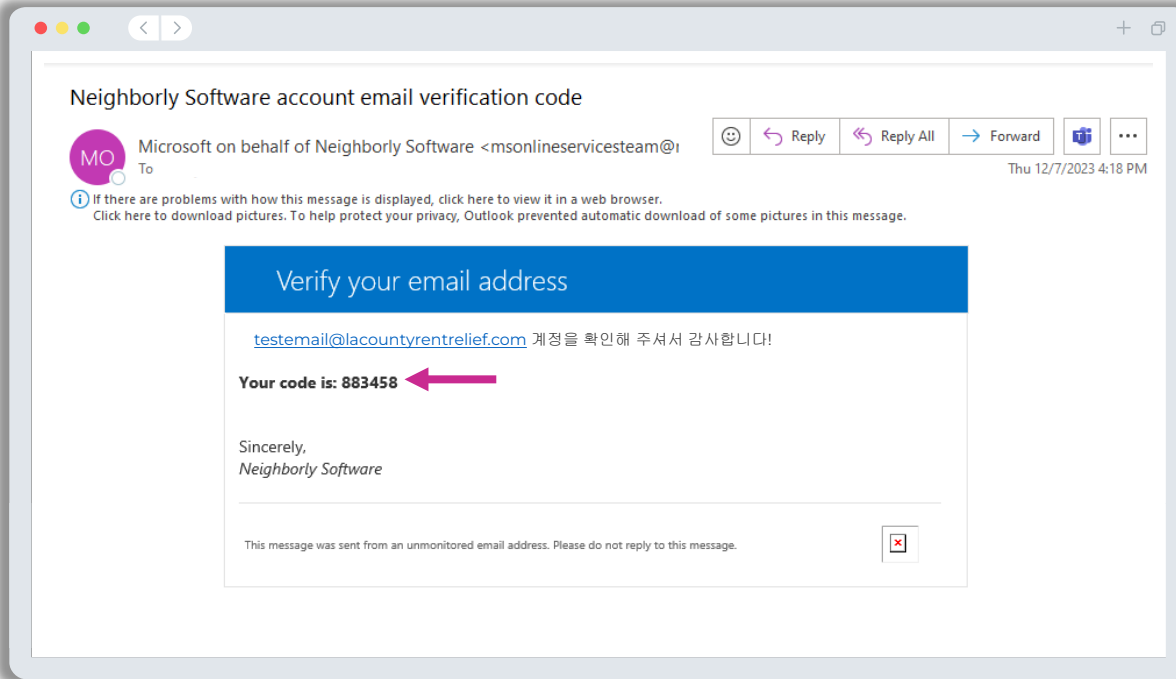 Neighborly Software account email verification code
MO
Microsoft on behalf of Neighborly Software <msonlineservicesteam@
To
Reply
Reply All
Forward
Thu 12/7/2023 4:18 PM
If there are problems with how this message is displayed, click here to view it in a web browser.
Click here to download pictures. To help protect your privacy, Outlook prevented automatic download of some pictures in this message.
Verify your email address
testemail@lacountyrentrelief.com 계정을 확인해 주셔서 감사합니다!
Your code is: 883458
Sincerely,
Neighborly Software
This message was sent from an unmonitored email address. Please do not reply to this message.